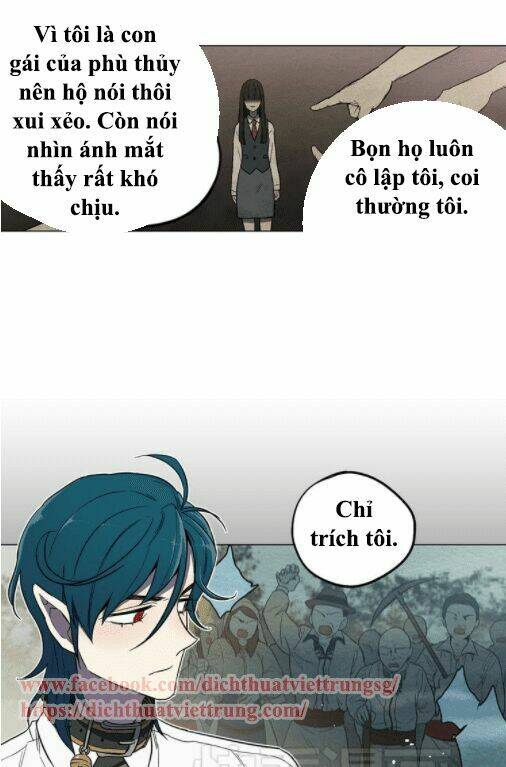 Vì tôi là con
gái của phù thủy
nên hộ nói thôi
xui xẻo. Còn nói
nhìn ánh mắt
thấy rất khó
chịu.
Bọn họ luôn
cô lập tôi, coi
thường tôi.
Chỉ
trích tôi.
www.facebook.com/dichthuatviettrungsg/
https://dichthuatviettrung.com/